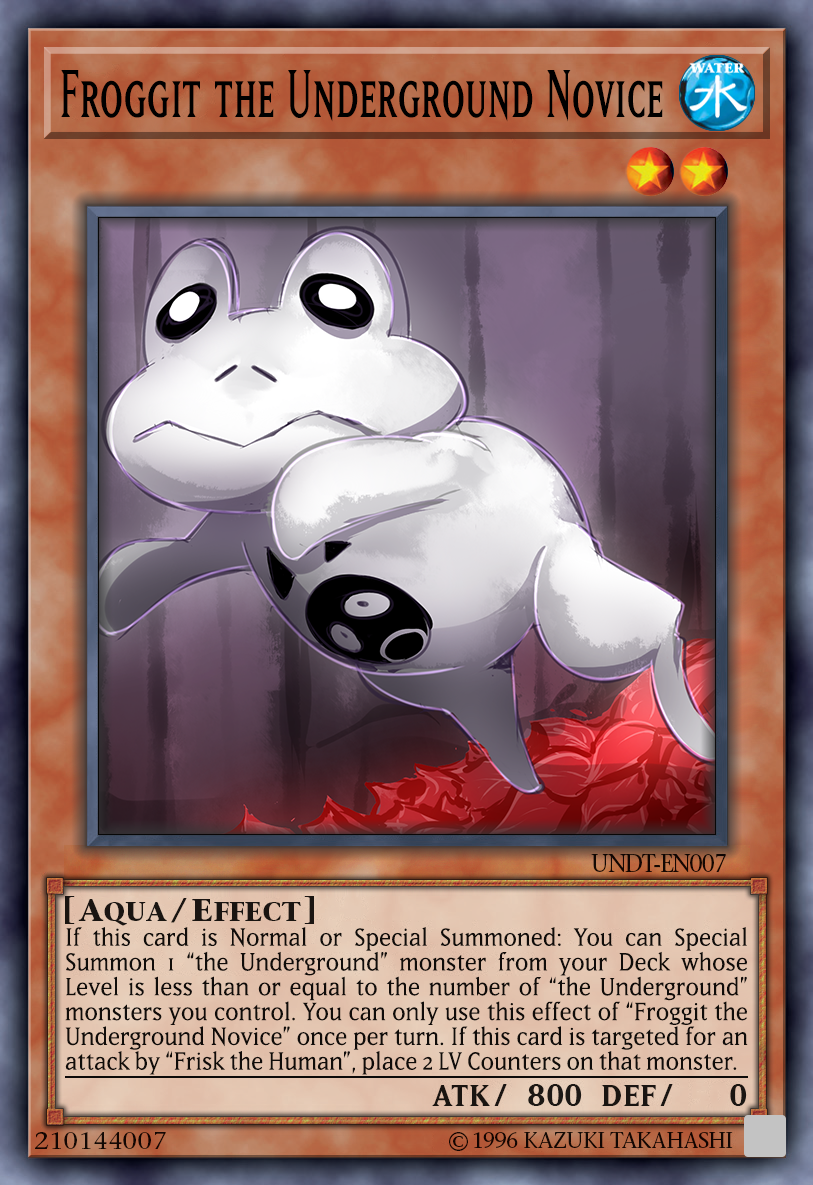 Froggit the Underground Novice
WATER
水
UNDT-EN007
[Aqua/Effect]
If this card is Normal or Special Summoned: You can Special
Summon 1 “the Underground” monster from your Deck whose
Level is less than or equal to the number of “the Underground”
monsters you control. You can only use this effect of “Froggit the
Underground Novice” once per turn. If this card is targeted for an
attack by “Frisk the Human”, place 2 LV Counters on that monster.
ATK/ 800 DEF/ 0
210144007
© 1996 KAZUKI TAKAHASHI